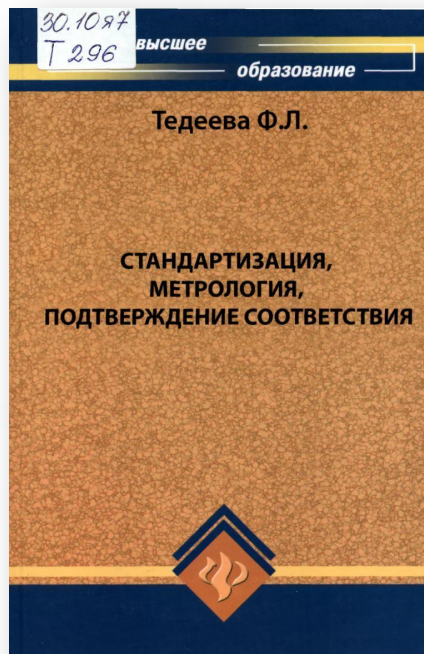 30.10я7
Т 296
высшее
образование
Тедеева Ф.Л.
СТАНДАРТИЗАЦИЯ,
МЕТРОЛОГИЯ,
ПОДТВЕРЖДЕНИЕ СООТВЕТСТВИЯ